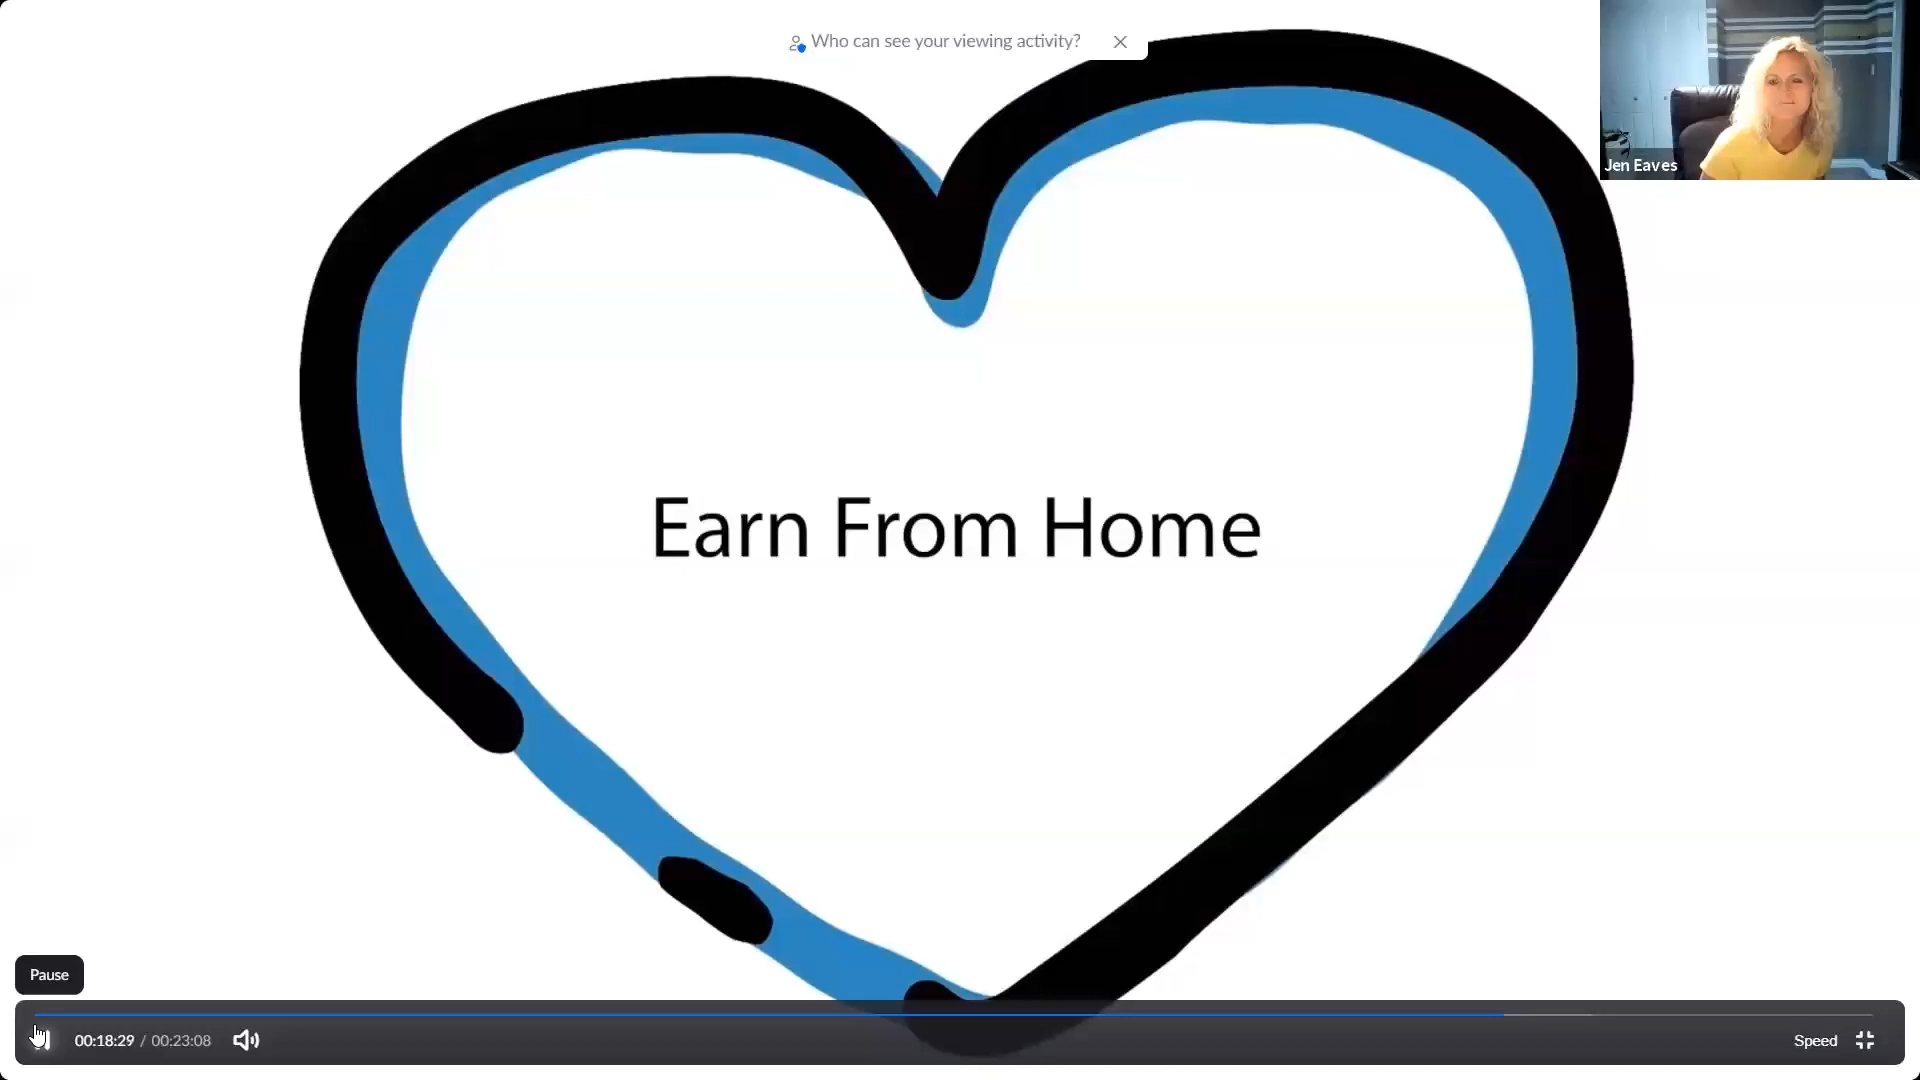 Who can see your viewing activity?
Jen Eaves
Earn From Home
Pause
00:18:29 / 00:23:08
Speed